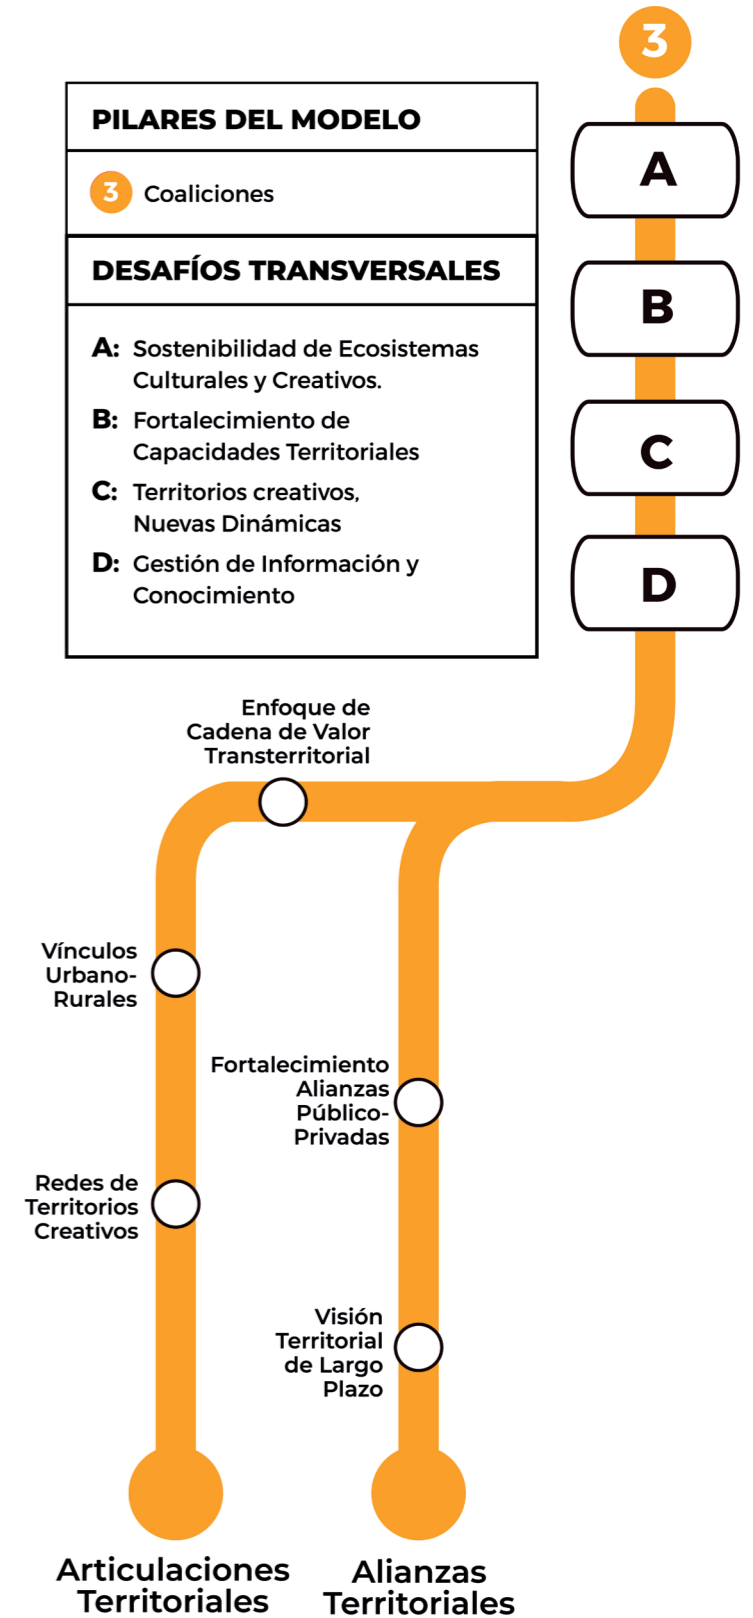 3
PILARES DEL MODELO
3 Coaliciones
DESAFÍOS TRANSVERSALES
A: Sostenibilidad de Ecosistemas
Culturales y Creativos.
B: Fortalecimiento de
Capacidades Territoriales
C: Territorios creativos,
Nuevas Dinámicas
D: Gestión de Información y
Conocimiento
A
B
C
D
Enfoque de
Cadena de Valor
Transterritorial
Vínculos
Urbano-
Rurales
Fortalecimiento
Alianzas
Público-
Privadas
Redes de
Territorios
Creativos
Visión
Territorial
de Largo
Plazo
Articulaciones
Territoriales
Alianzas
Territoriales